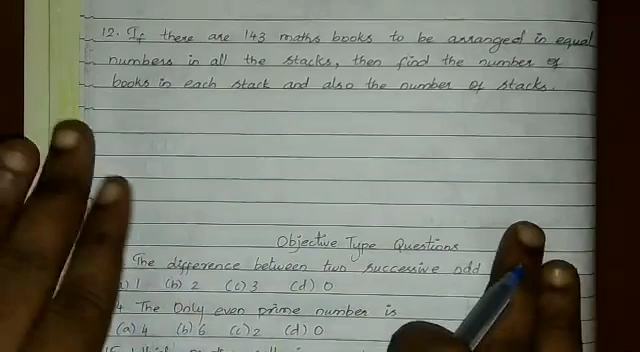 12. If there are 143 maths books to be arranged in equal
numbers in all the stacks, then find the number of
books in each stack and also the number of stacks.
Objective Type Questions
The difference between two successive odd
1 (b) 2 (c) 3 (d) 0
The Only even prime number is
(a) 4 (b) 6 (c) 2 (d) 0